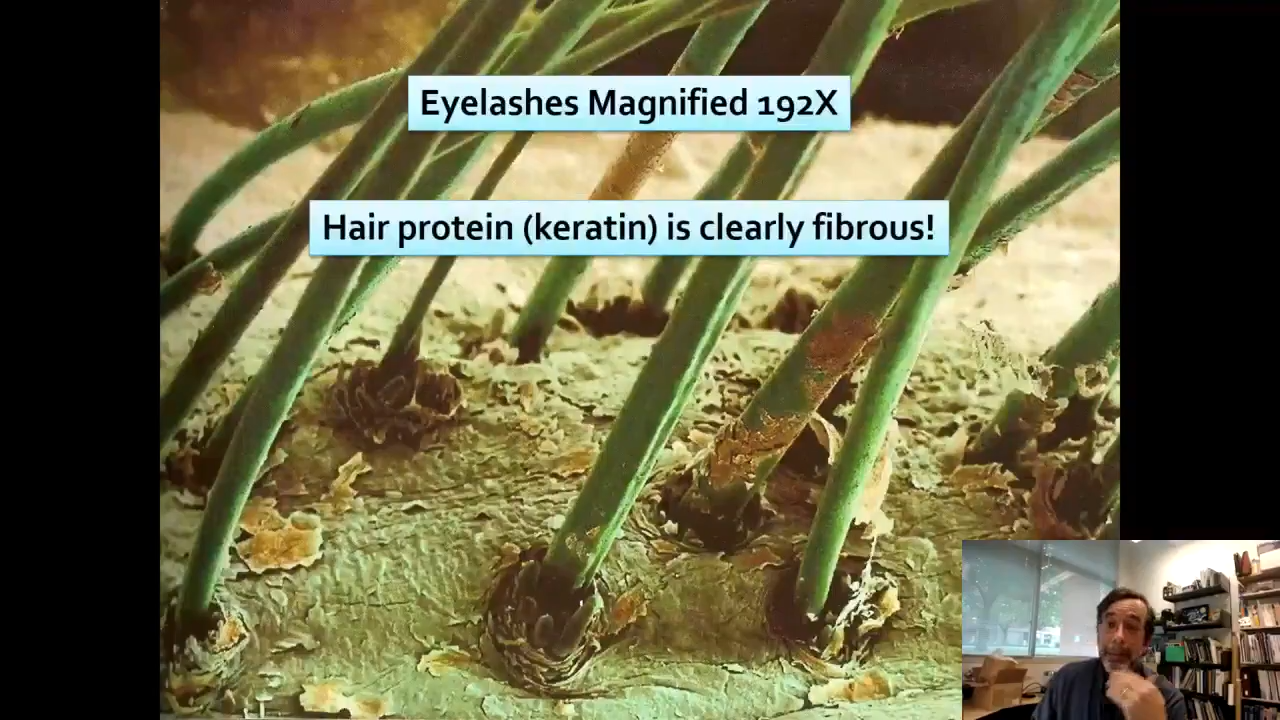 Eyelashes Magnified 192X
Hair protein (keratin) is clearly fibrous!